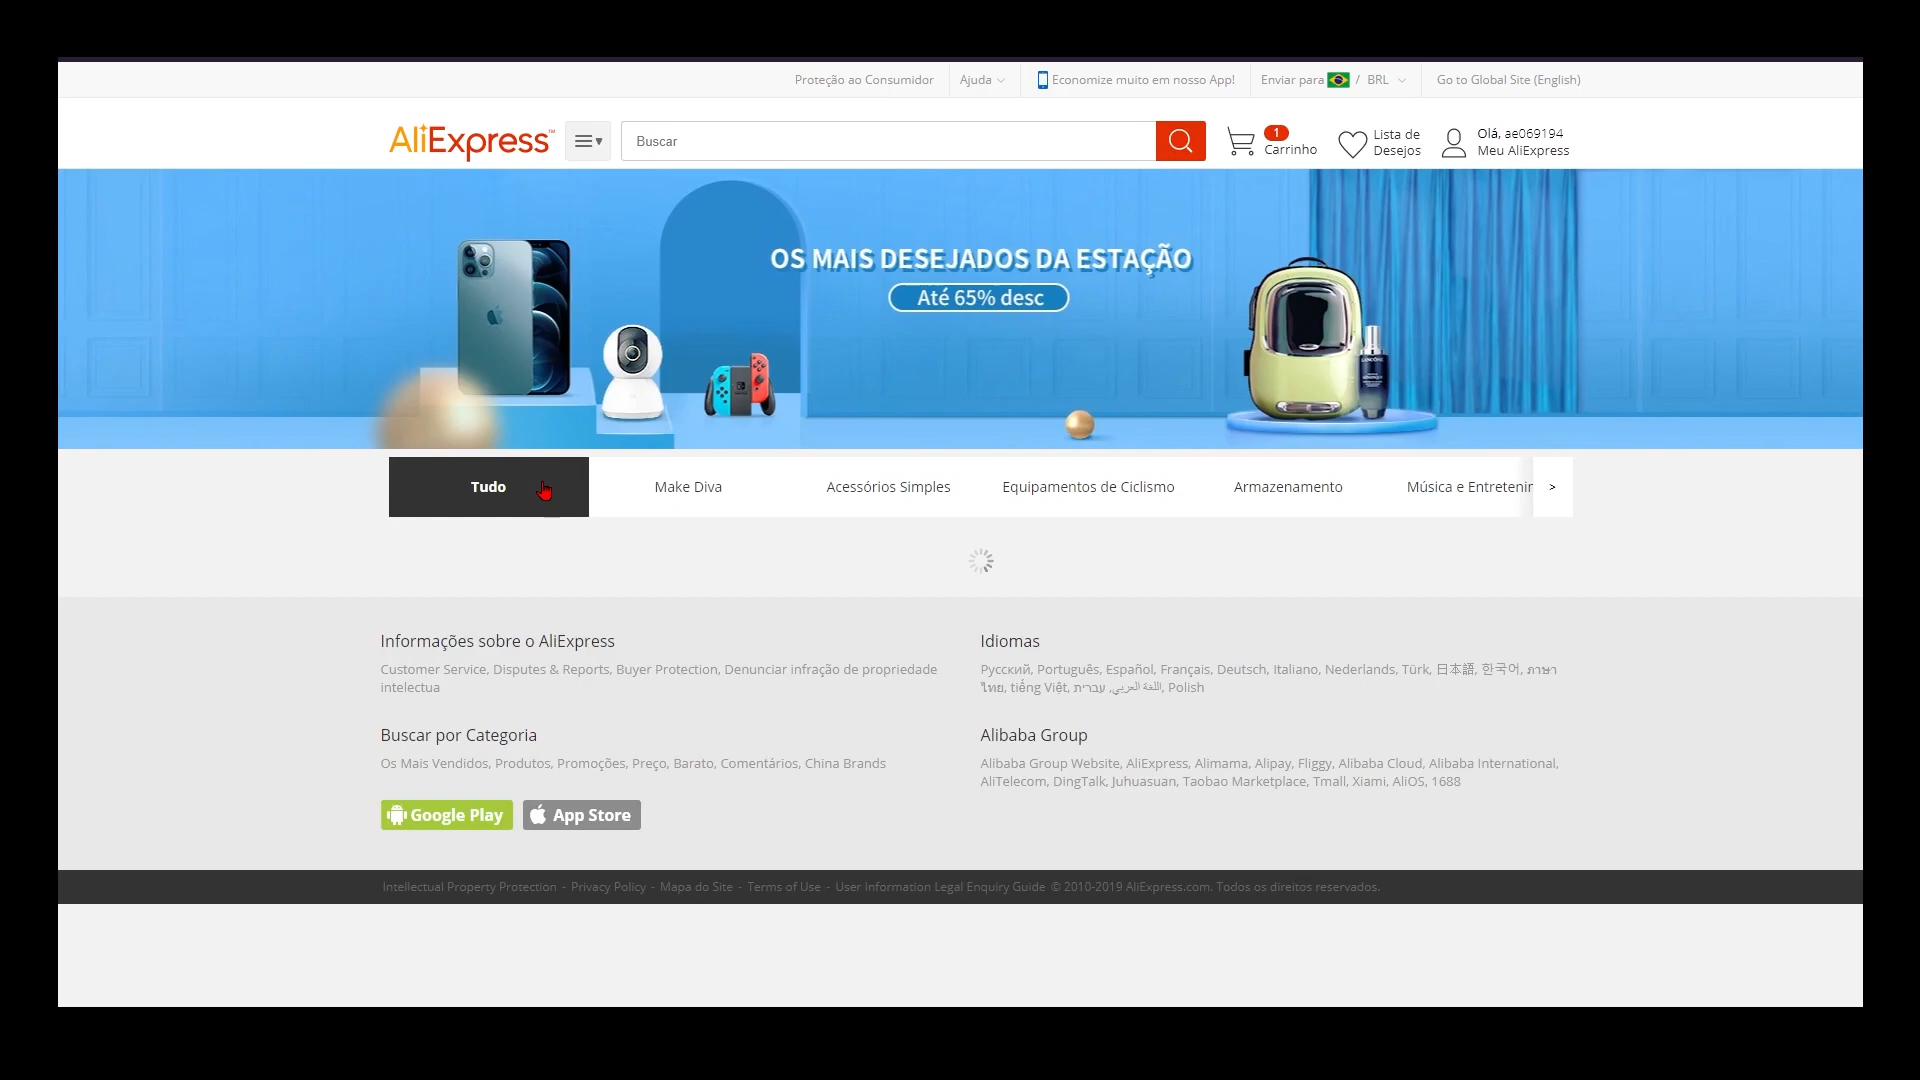 Proteção ao Consumidor
Ajuda
Economize muito em nosso App!
Enviar para / BRL
Go to Global Site (English)
AliExpress™
Buscar
1
Carrinho
Lista de
Desejos
Olá, ae069194
Meu AliExpress
OS MAIS DESEJADOS DA ESTAÇÃO
Até 65% desc
LANCÔME
Tudo
Make Diva
Acessórios Simples
Equipamentos de Ciclismo
Armazenamento
Música e Entretenir
>
Informações sobre o AliExpress
Customer Service, Disputes & Reports, Buyer Protection, Denunciar infração de propriedade
intelectua
Idiomas
Русский, Português, Español, Français, Deutsch, Italiano, Nederlands, Türk, 日本語, 한국어, ภาษา
ไทย, tiếng Việt, اللغة العربي, עברית, Polish
Buscar por Categoria
Os Mais Vendidos, Produtos, Promoções, Preço, Barato, Comentários, China Brands
Alibaba Group
Alibaba Group Website, AliExpress, Alimama, Alipay, Fliggy, Alibaba Cloud, Alibaba International,
AliTelecom, DingTalk, Juhuasuan, Taobao Marketplace, Tmall, Xiami, AliOS, 1688
Google Play
App Store
Intellectual Property Protection - Privacy Policy - Mapa do Site - Terms of Use - User Information Legal Enquiry Guide © 2010-2019 AliExpress.com. Todos os direitos reservados.